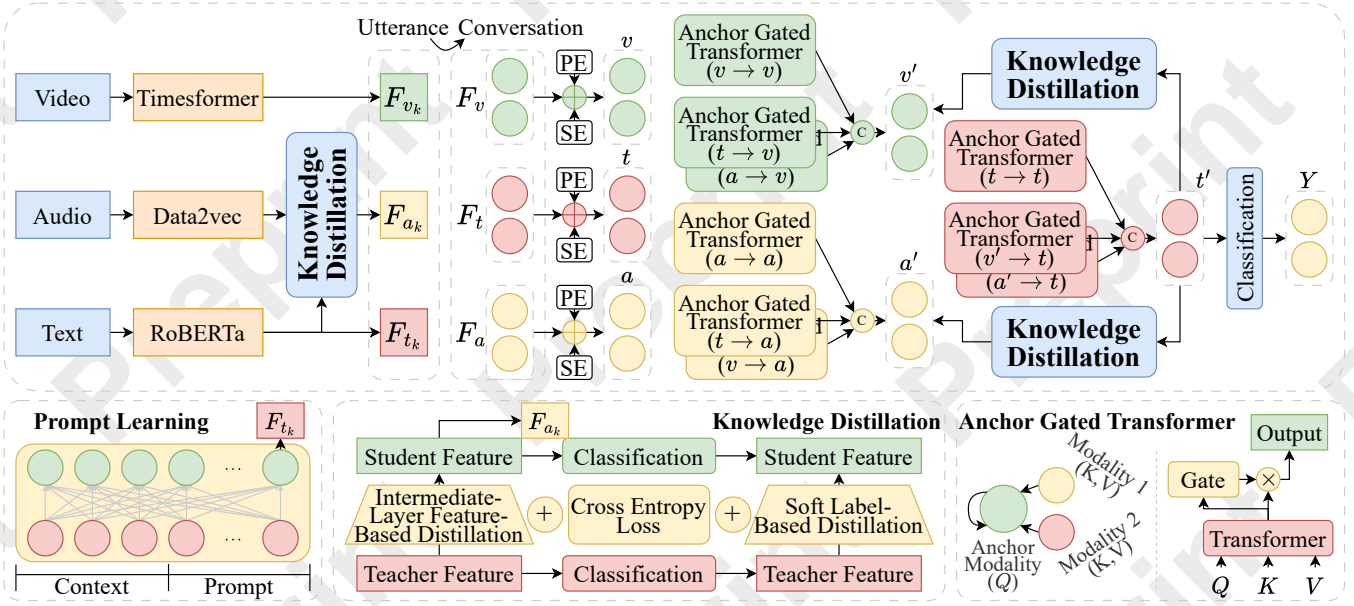 Utterance Conversation
Video
Timesformer
F_{v_k}
Audio
Data2vec
Knowledge
Distillation
F_{a_k}
Text
RoBERTa
F_{t_k}
F_v
PE
SE
v
F_t
PE
SE
t
F_a
PE
SE
a
Anchor Gated
Transformer
(v → v)
Anchor Gated
Transformer
(t → v)
(a → v)
C
v′
Anchor Gated
Transformer
(a → a)
Anchor Gated
Transformer
(t → a)
(v → a)
C
a′
Knowledge
Distillation
Anchor Gated
Transformer
(t → t)
Anchor Gated
Transformer
(v′ → t)
(a′ → t)
C
t′
Knowledge
Distillation
Classification
Y
Prompt Learning
F_{t_k}
...
...
Context
Prompt
Knowledge Distillation
F_{a_k}
Student Feature
Classification
Student Feature
Intermediate-
Layer Feature-
Based Distillation
+
Cross Entropy
Loss
+
Soft Label-
Based Distillation
Teacher Feature
Classification
Teacher Feature
Anchor Gated Transformer
Modality 1
(K,V)
Modality 2
(K,V)
Anchor
Modality
(Q)
Output
Gate
×
Transformer
Q K V
Preprint